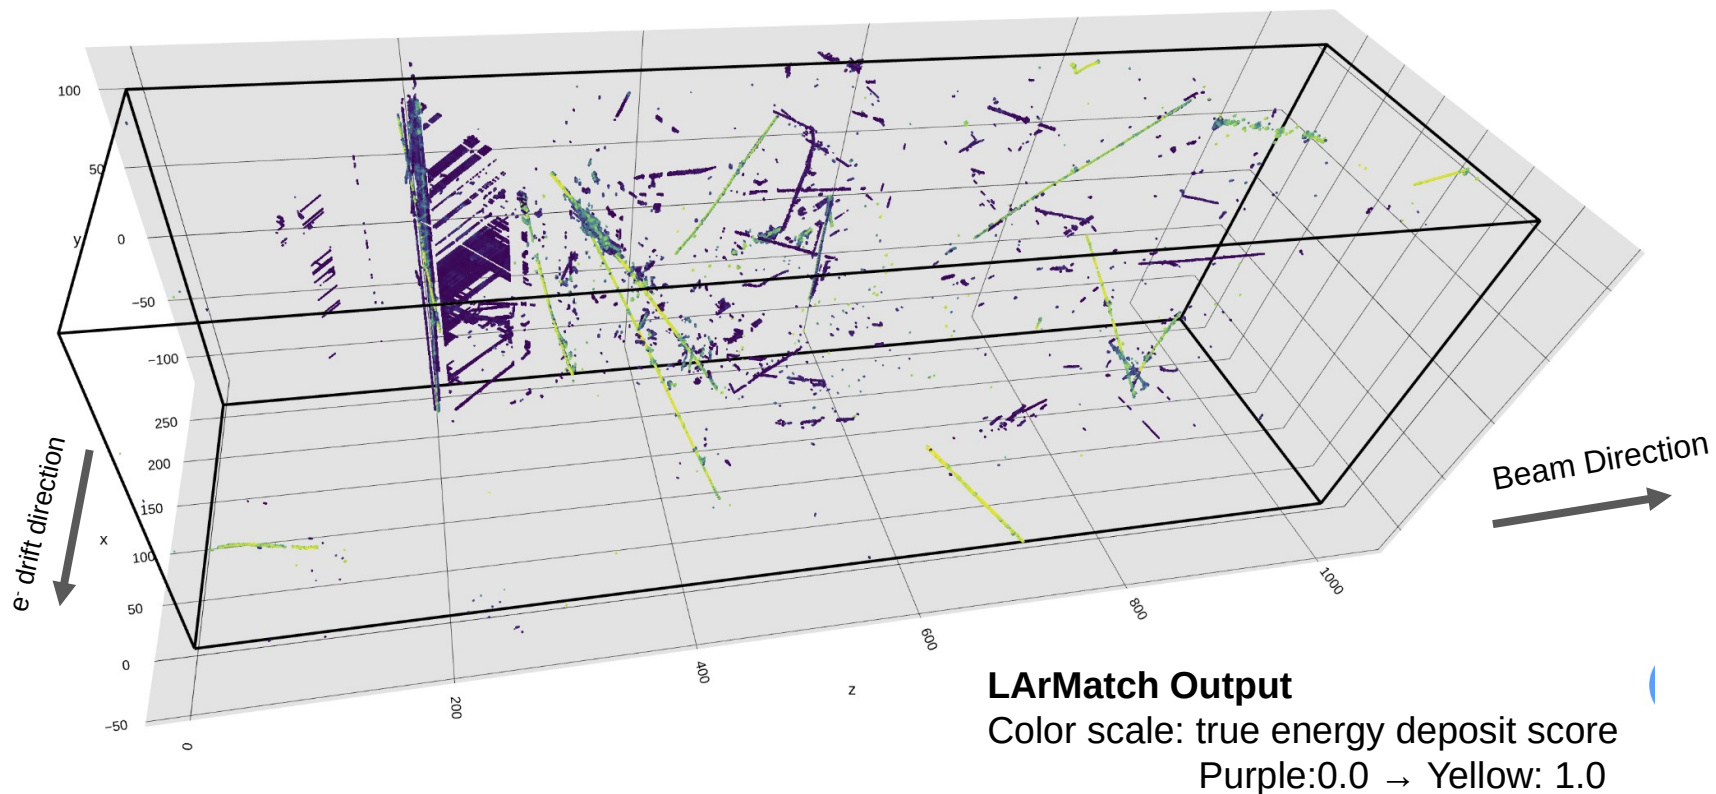 100
50
y
0
−50
−100
250
200
150
x
100
50
0
−50
0
200
400
z
600
800
1000
e- drift direction
Beam Direction
LArMatch Output
Color scale: true energy deposit score
Purple:0.0 → Yellow: 1.0